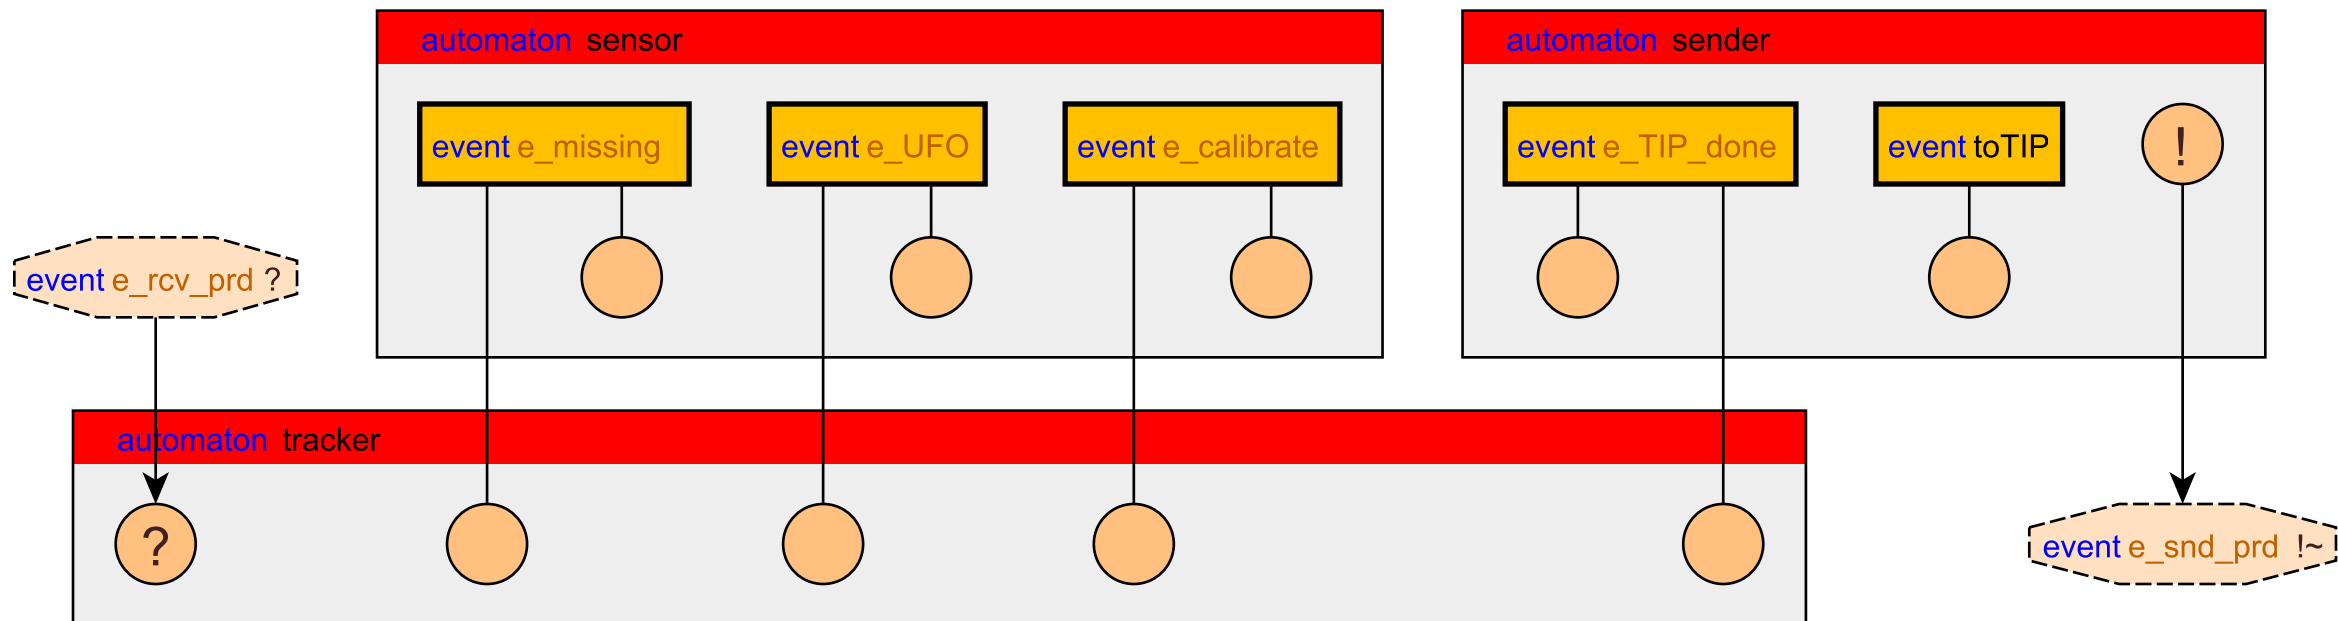 automaton sensor
automaton sender
event e_missing
event e_UFO
event e_calibrate
event e_TIP_done
event toTIP
!
event e_rcv_prd ?
automaton tracker
?
event e_snd_prd !~